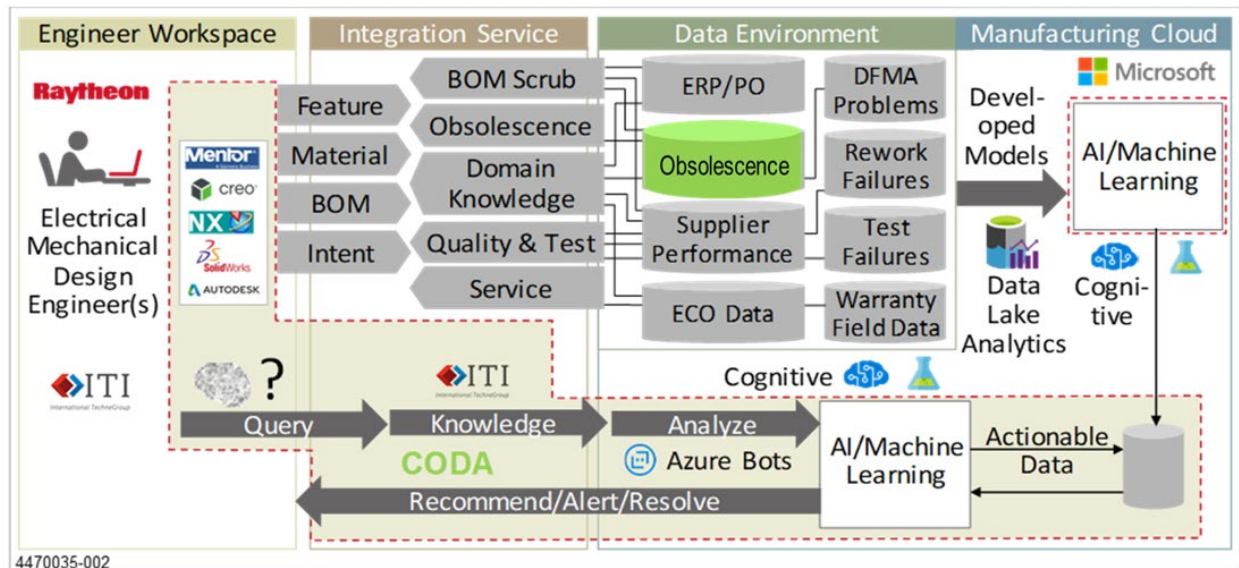 Engineer Workspace
Integration Service
Data Environment
Manufacturing Cloud
Raytheon
Electrical
Mechanical
Design
Engineer(s)
ITI
International TechneGroup
Mentor
creo
NX
SolidWorks
AUTODESK
Feature
Material
BOM
Intent
BOM Scrub
Obsolescence
Domain
Knowledge
Quality & Test
Service
ERP/PO
Obsolescence
Supplier
Performance
ECO Data
DFMA
Problems
Rework
Failures
Test
Failures
Warranty
Field Data
Devel-
oped
Models
Data
Lake
Analytics
Microsoft
AI/Machine
Learning
Cogni-
tive
?
Query
ITI
International TechneGroup
Knowledge
CODA
Cognitive
Analyze
Azure Bots
AI/Machine
Learning
Actionable
Data
Recommend/Alert/Resolve
4470035-002